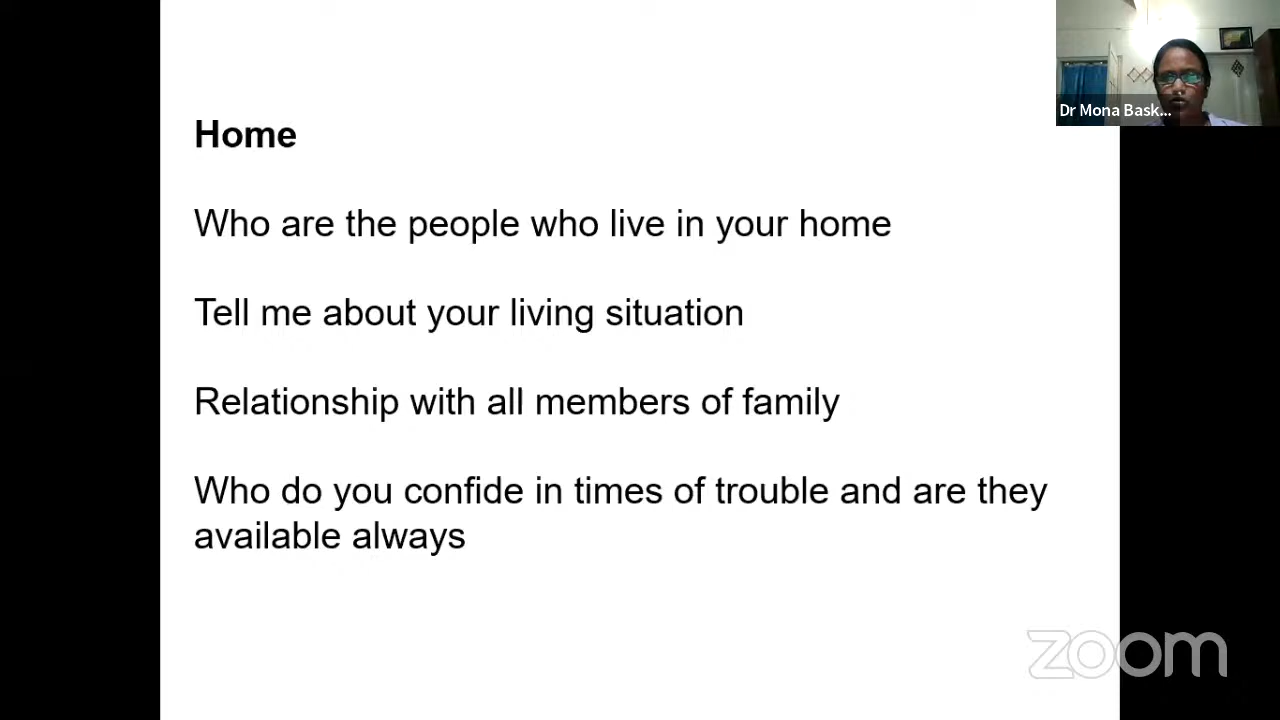 Home
Who are the people who live in your home
Tell me about your living situation
Relationship with all members of family
Who do you confide in times of trouble and are they
available always
Dr Mona Bask...
zoom